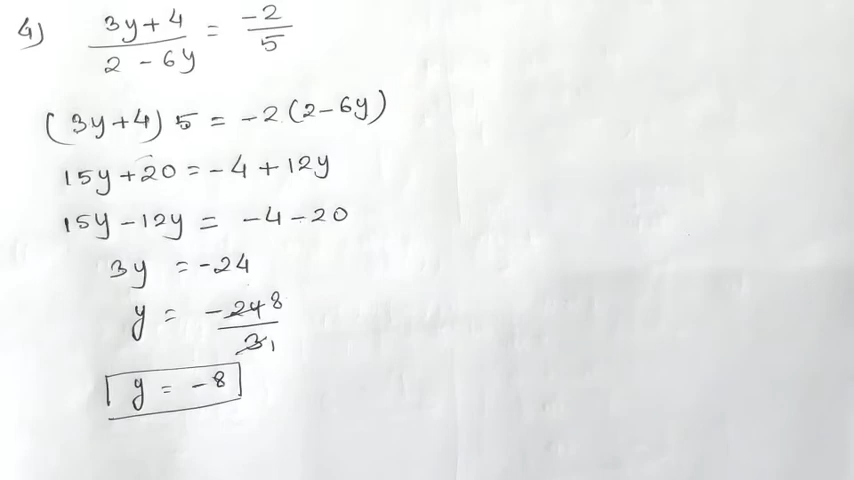 4) 3y+4 / 2 - 6y = -2 / 5
(3y+4) 5 = -2 (2-6y)
15y+20 = -4 + 12y
15y-12y = -4-20
3y = -24
y = -24 8 / 3 1
y = -8